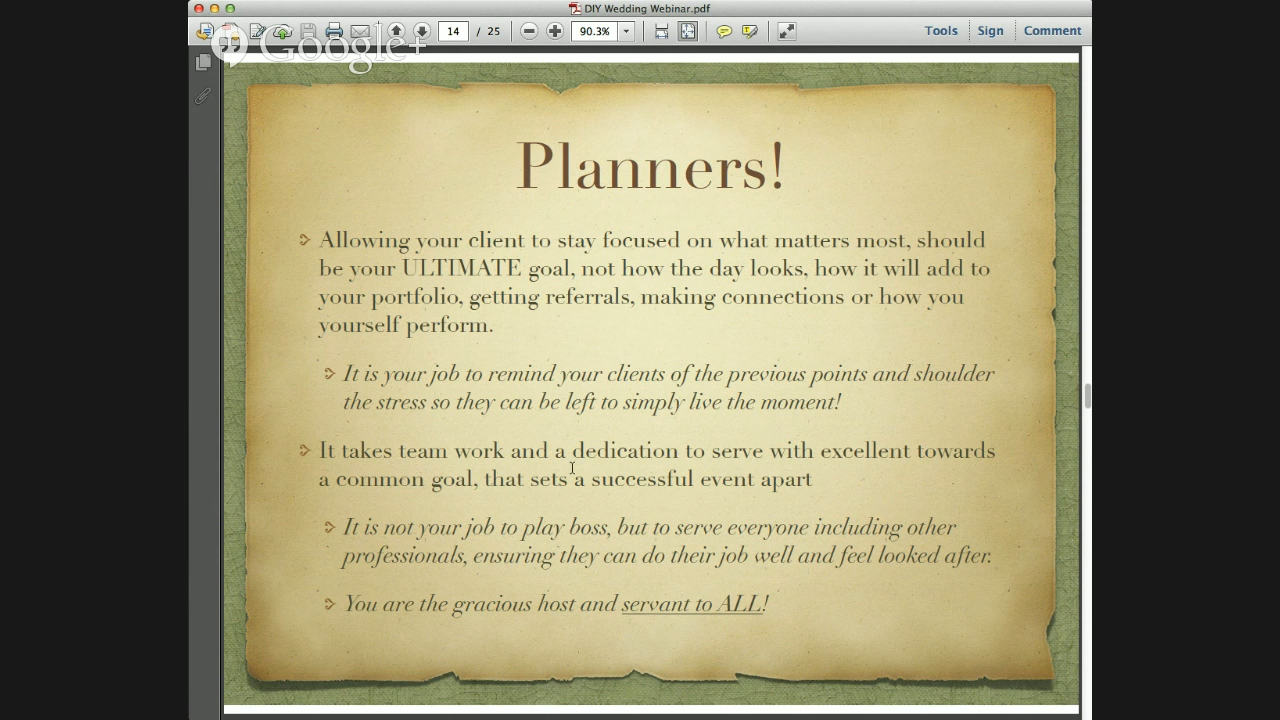 DIY Wedding Webinar.pdf
14 / 25 90.3% Tools Sign Comment
Google+
Planners!
Allowing your client to stay focused on what matters most, should
be your ULTIMATE goal, not how the day looks, how it will add to
your portfolio, getting referrals, making connections or how you
yourself perform.
It is your job to remind your clients of the previous points and shoulder
the stress so they can be left to simply live the moment!
It takes team work and a dedication to serve with excellent towards
a common goal, that sets a successful event apart
It is not your job to play boss, but to serve everyone including other
professionals, ensuring they can do their job well and feel looked after.
You are the gracious host and servant to ALL!